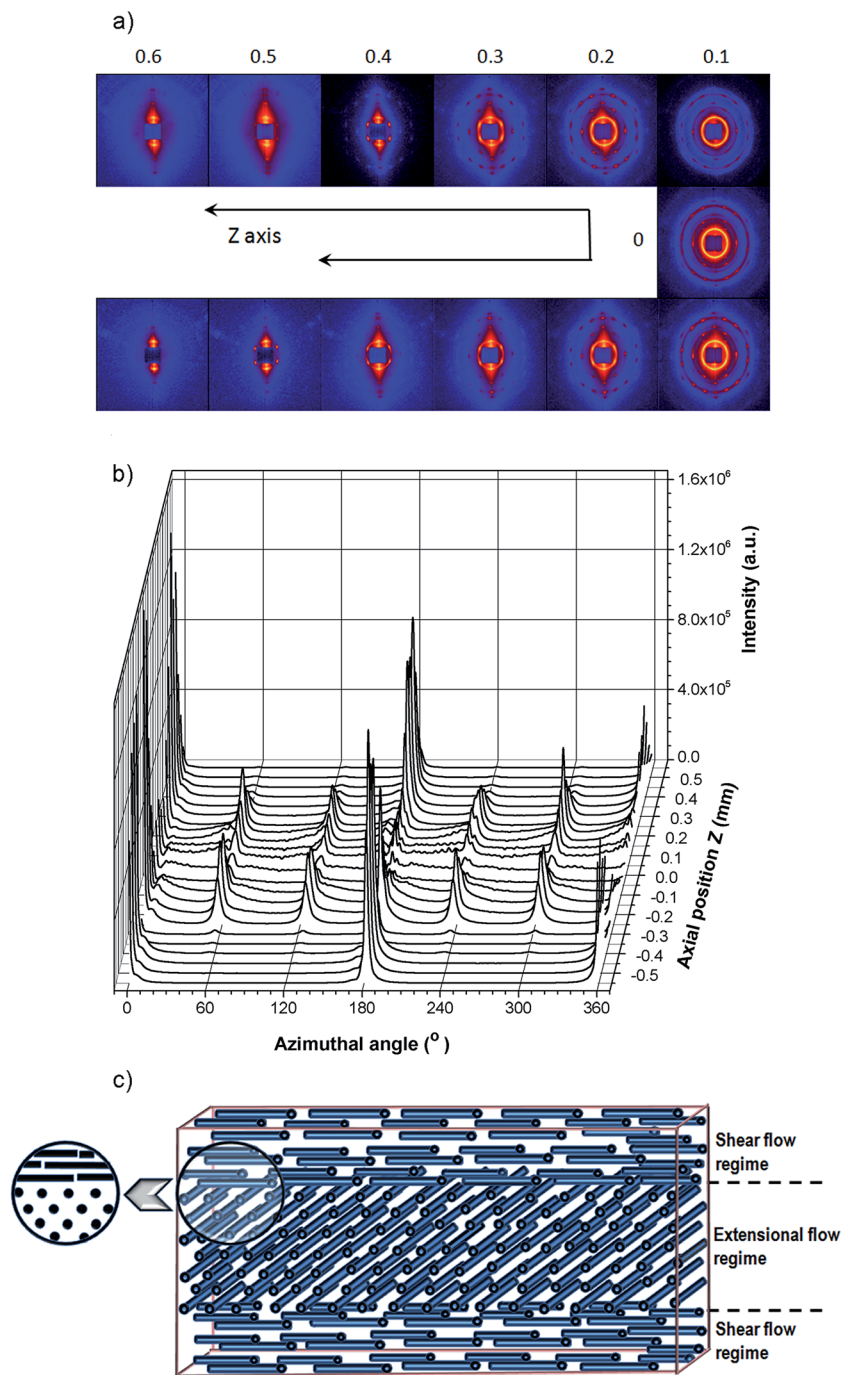 a)
0.6 0.5 0.4 0.3 0.2 0.1
Z axis
0
b)
1.6x10⁶
1.2x10⁶
8.0x10⁵
4.0x10⁵
0.0
Intensity (a.u.)
0.5
0.4
0.3
0.2
0.1
0.0
-0.1
-0.2
-0.3
-0.4
-0.5
Axial position Z (mm)
0 60 120 180 240 300 360
Azimuthal angle (º)
c)
Shear flow
regime
Extensional flow
regime
Shear flow
regime